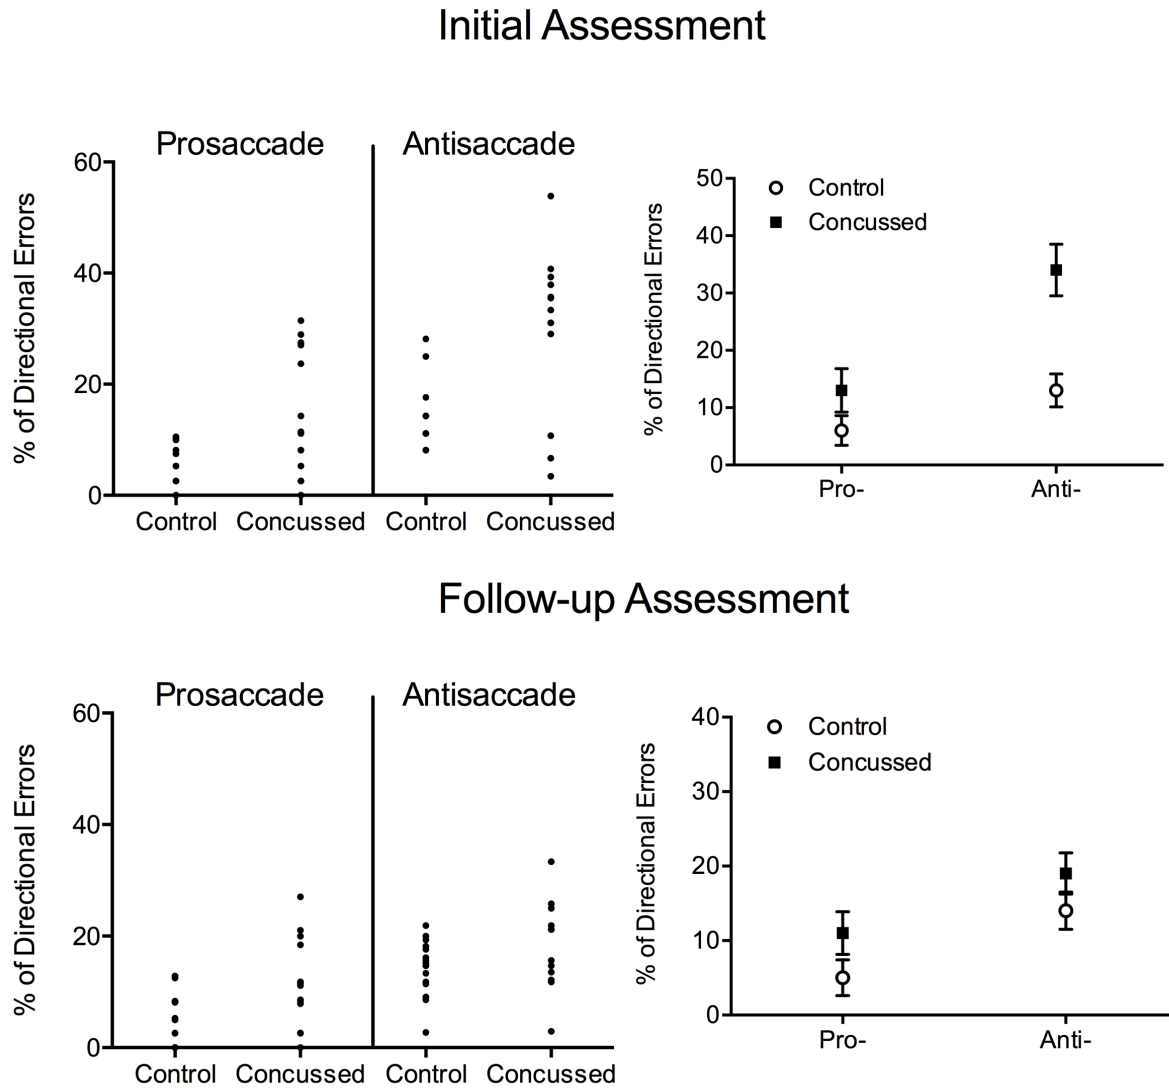 Initial Assessment
Prosaccade
Antisaccade
% of Directional Errors
60
40
20
0
Control
Concussed
Control
Concussed
% of Directional Errors
50
40
30
20
10
0
Control
Concussed
Pro-
Anti-
Follow-up Assessment
Prosaccade
Antisaccade
% of Directional Errors
60
40
20
0
Control
Concussed
Control
Concussed
% of Directional Errors
40
30
20
10
0
Control
Concussed
Pro-
Anti-